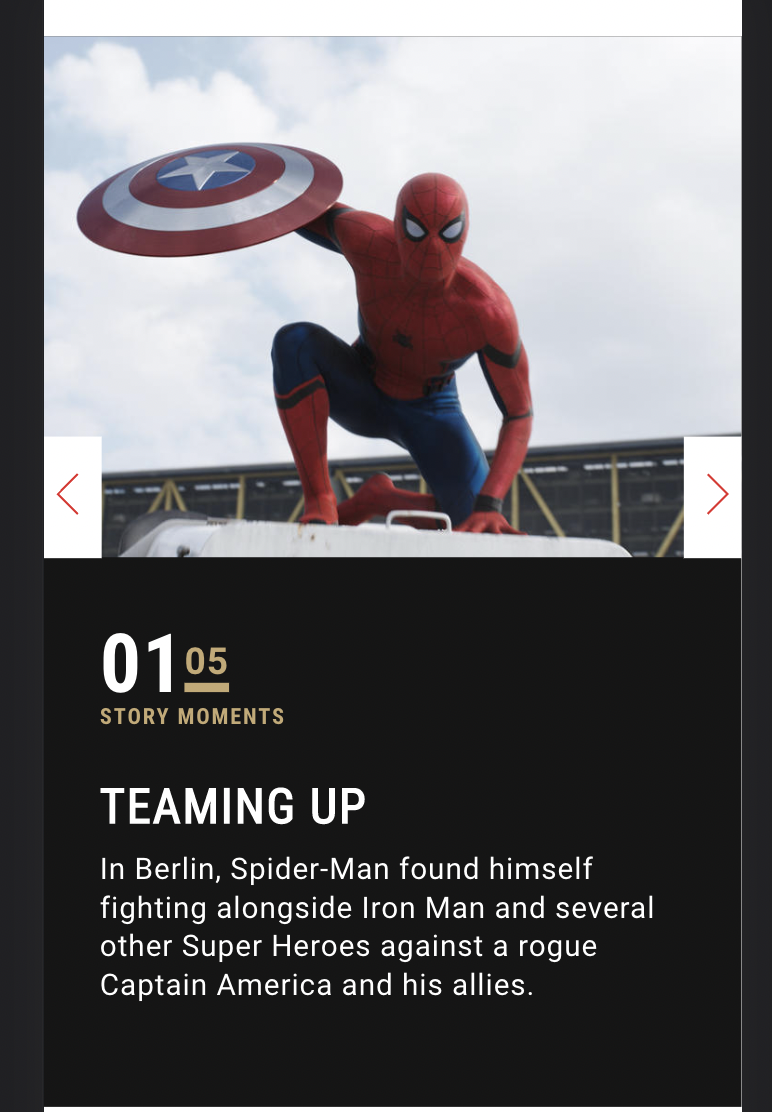 01 05
STORY MOMENTS
TEAMING UP
In Berlin, Spider-Man found himself
fighting alongside Iron Man and several
other Super Heroes against a rogue
Captain America and his allies.